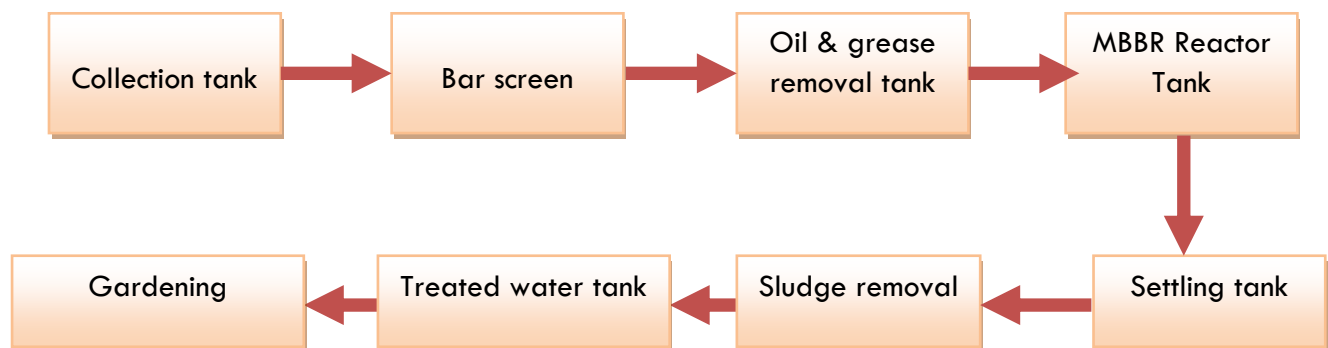 Collection tank
Bar screen
Oil & grease
removal tank
MBBR Reactor
Tank
Gardening
Treated water tank
Sludge removal
Settling tank